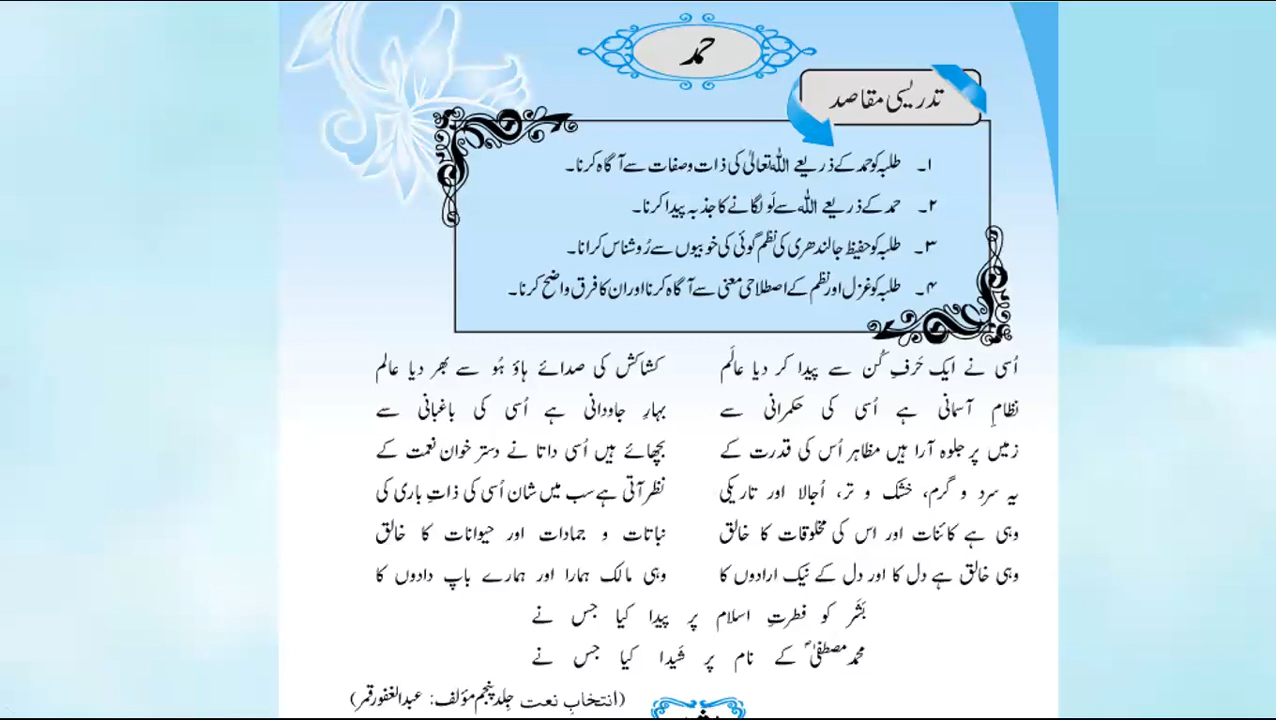 حمد
تدریسی مقاصد
۱۔ طلبہ کو حمد کے ذریعے اللہ تعالیٰ کی ذات و صفات سے آگاہ کرنا۔
۲۔ حمد کے ذریعے اللہ سے لَو لگانے کا جذبہ پیدا کرنا۔
۳۔ طلبہ کو حفیظ جالندھری کی نظم گوئی کی خوبیوں سے رُوشناس کرانا۔
۴۔ طلبہ کو غزل اور نظم کے اصطلاحی معنی سے آگاہ کرنا اور ان کا فرق واضح کرنا۔
اُسی نے ایک حَرفِ کُن سے پیدا کر دیا عالَم کشاکش کی صدائے ہاؤ ہُو سے بھر دیا عالم
نظامِ آسمانی ہے اُسی کی حکمرانی سے بہارِ جاودانی ہے اُسی کی باغبانی سے
زمیں پر جلوہ آرا ہیں مظاہر اُس کی قدرت کے بچھائے ہیں اُسی داتا نے دستر خوان نعمت کے
یہ سرد و گرم، خشک و تر، اُجالا اور تاریکی نظر آتی ہے سب میں شان اُسی کی ذاتِ باری کی
وہی ہے کائنات اور اس کی مخلوقات کا خالق نباتات و جمادات اور حیوانات کا خالق
وہی خالق ہے دل کا اور دل کے نیک ارادوں کا وہی مالک ہمارا اور ہمارے باپ دادوں کا
بَشَر کو فطرتِ اسلام پر پیدا کیا جس نے
محمد مصطفیٰؐ کے نام پر شَیدا کیا جس نے
(انتخابِ نعت جِلد پنجم مؤلف: عبدالغفور قمر)